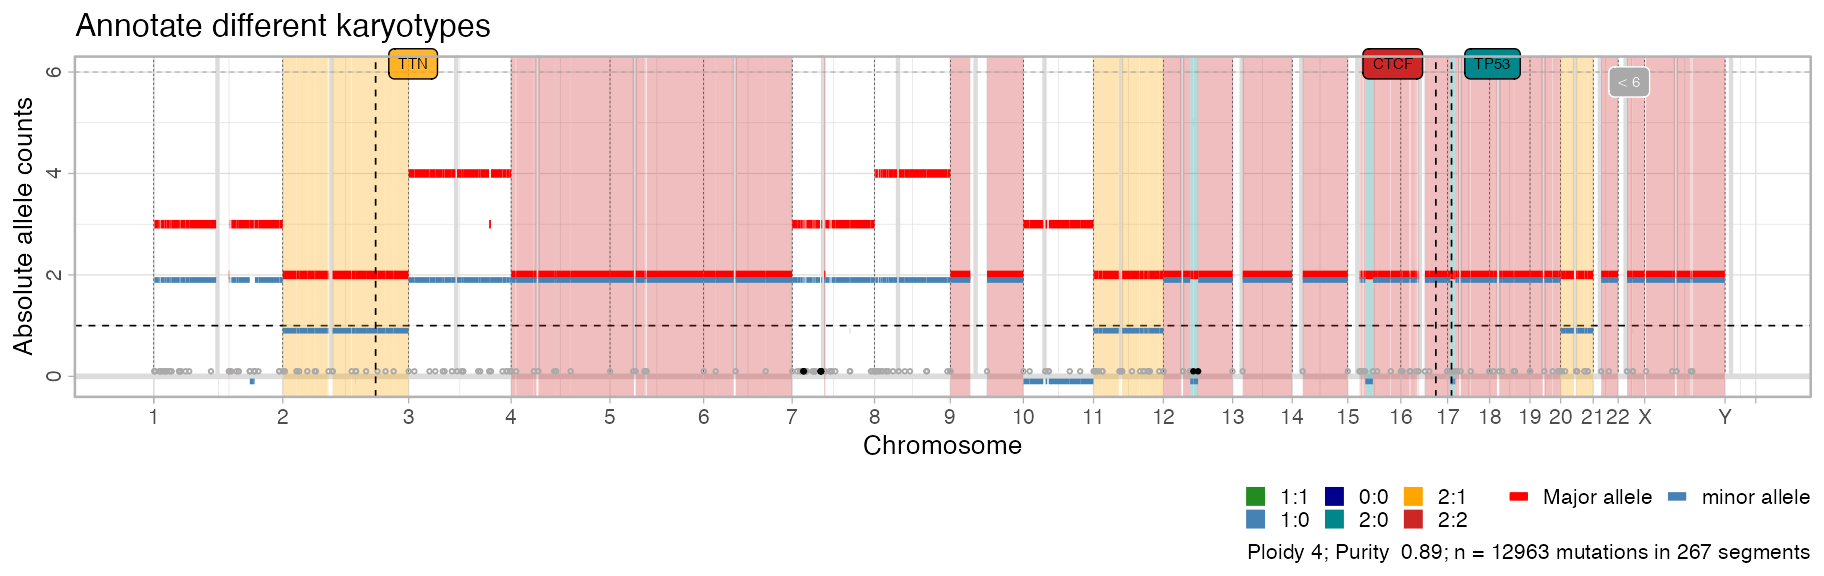 Annotate different karyotypes
TTN
CTCF
TP53
< 6
Absolute allele counts
6
4
2
0
1 2 3 4 5 6 7 8 9 10 11 12 13 14 15 16 17 18 19 20 21 22 X Y
Chromosome
1:1 0:0 2:1 Major allele minor allele
1:0 2:0 2:2
Ploidy 4; Purity 0.89; n = 12963 mutations in 267 segments